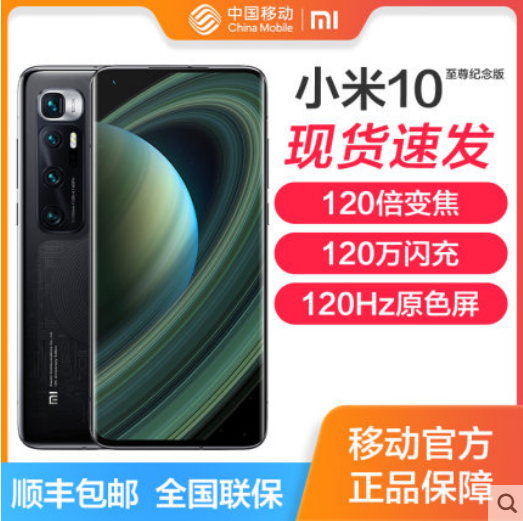 中国移动
China Mobile
小米10 至尊纪念版
现货速发
120倍变焦
120万闪充
120Hz原色屏
移动官方
正品保障
顺丰包邮 全国联保